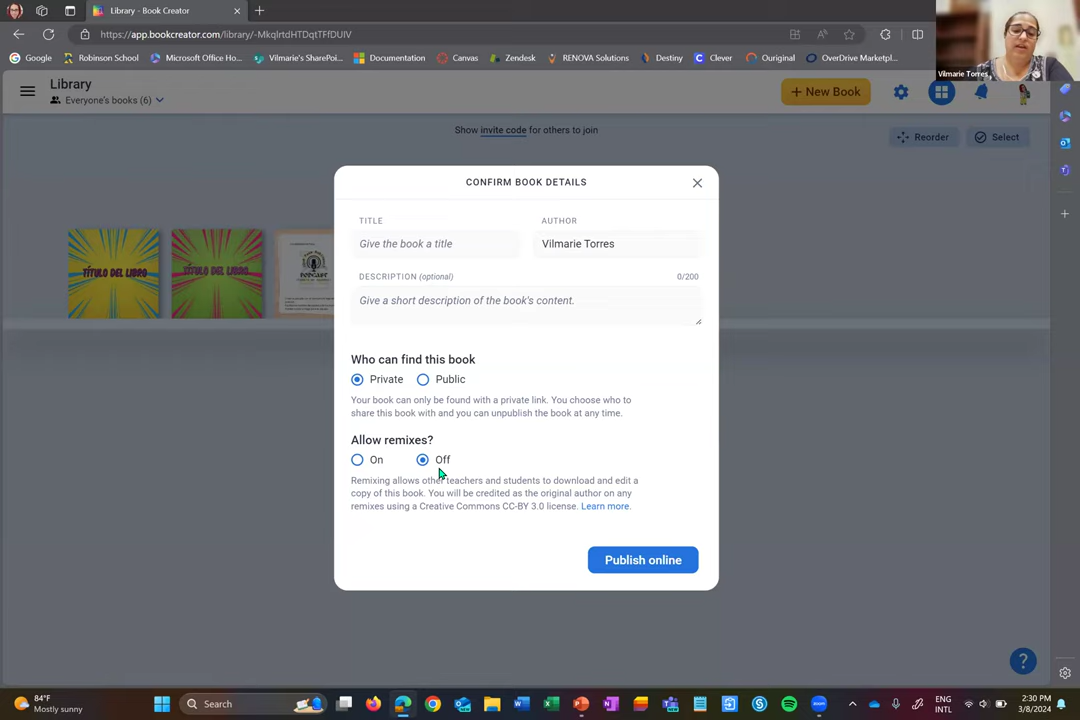 Library - Book Creator
https://app.bookcreator.com/library/-MkqlrtdHTDqtTFfDUIV
Google
Robinson School
Microsoft Office Ho...
Vilmarie's SharePoi...
Documentation
Canvas
Zendesk
RENOVA Solutions
Destiny
Clever
Ouriginal
OverDrive Marketpl...
Vilmarie Torres
Library
Everyone's books (6)
+ New Book
Show invite code for others to join
Reorder
Select
TÍTULO DEL LIBRO
TÍTULO DEL LIBRO
PODCAST
CONFIRM BOOK DETAILS
TITLE
AUTHOR
Give the book a title
Vilmarie Torres
DESCRIPTION (optional)
0/200
Give a short description of the book's content.
Who can find this book
Private
Public
Your book can only be found with a private link. You choose who to
share this book with and you can unpublish the book at any time.
Allow remixes?
On
Off
Remixing allows other teachers and students to download and edit a
copy of this book. You will be credited as the original author on any
remixes using a Creative Commons CC-BY 3.0 license. Learn more.
Publish online
?
84°F
Mostly sunny
Search
ENG
INTL
2:30 PM
3/8/2024